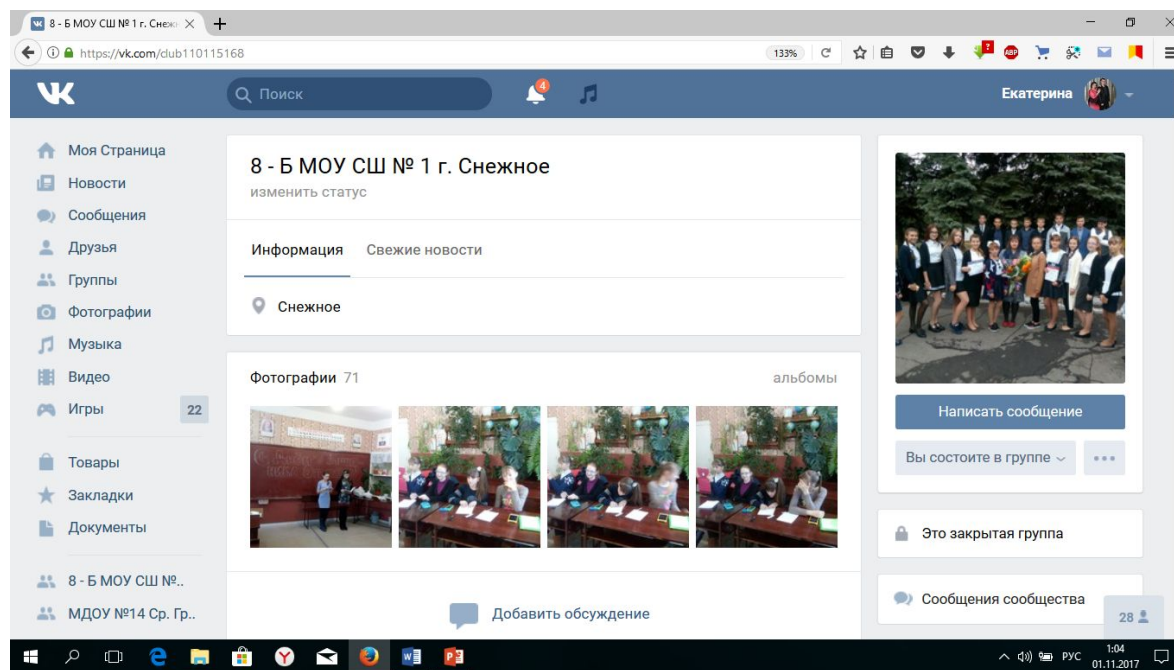 8 - Б МОУ СШ № 1 г. Снеж
https://vk.com/club110115168
133%
ABP
Поиск
4
Екатерина
Моя Страница
Новости
Сообщения
Друзья
Группы
Фотографии
Музыка
Видео
Игры 22
Товары
Закладки
Документы
8 - Б МОУ СШ №..
МДОУ №14 Ср. Гр..
8 - Б МОУ СШ № 1 г. Снежное
изменить статус
Информация Свежие новости
Снежное
Фотографии 71 альбомы
Добавить обсуждение
Написать сообщение
Вы состоите в группе
Это закрытая группа
Сообщения сообщества
28
РУС
1:04
01.11.2017